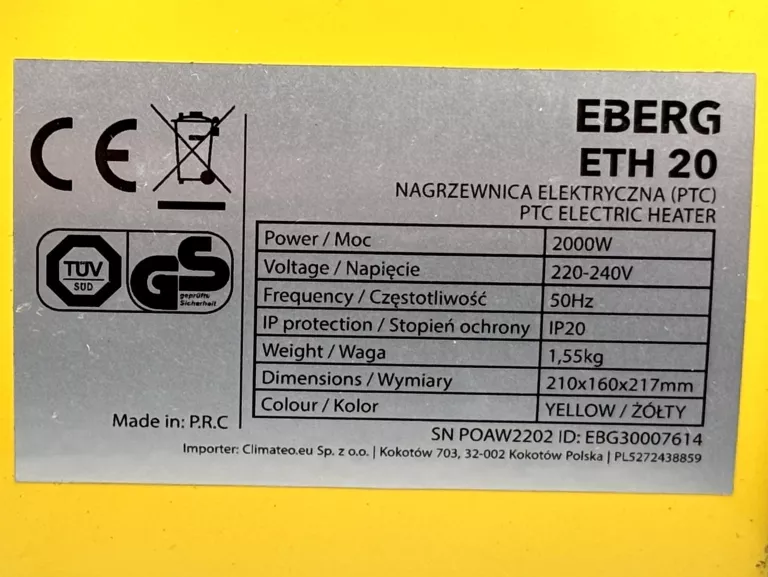 CE
EBERG
ETH 20
NAGRZEWNICA ELEKTRYCZNA (PTC)
PTC ELECTRIC HEATER
TÜV
SÜD
GS
geprüfte
Sicherheit
Power / Moc 2000W
Voltage / Napięcie 220-240V
Frequency / Częstotliwość 50Hz
IP protection / Stopień ochrony IP20
Weight / Waga 1,55kg
Dimensions / Wymiary 210x160x217mm
Colour / Kolor YELLOW / ŻÓŁTY
Made in: P.R.C
SN POAW2202 ID: EBG30007614
Importer: Climateo.eu Sp. z o.o. | Kokotów 703, 32-002 Kokotów Polska | PL5272438859